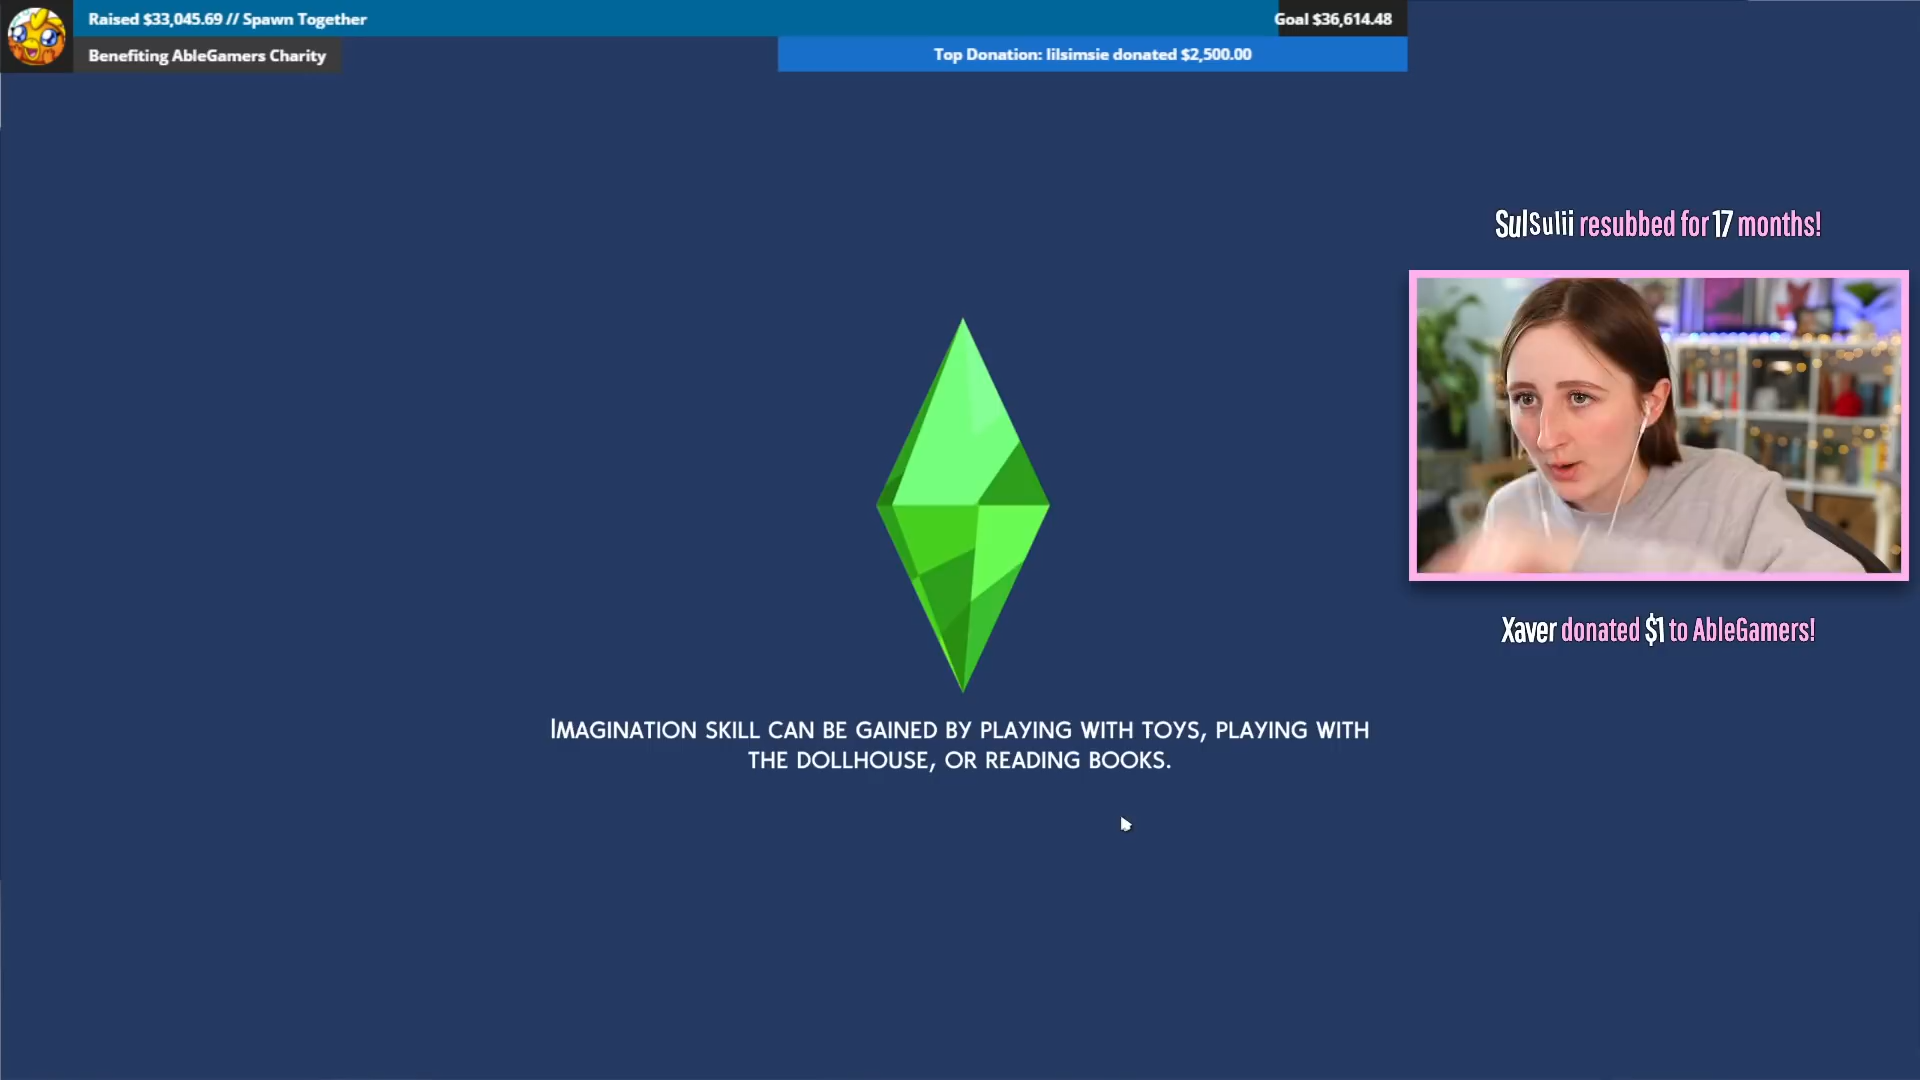 Raised $33,045.69 // Spawn Together
Goal $36,614.48
Benefiting AbleGamers Charity
Top Donation: lilsimsie donated $2,500.00
SulSulii resubbed for 17 months!
Xaver donated $1 to AbleGamers!
IMAGINATION SKILL CAN BE GAINED BY PLAYING WITH TOYS, PLAYING WITH
THE DOLLHOUSE, OR READING BOOKS.